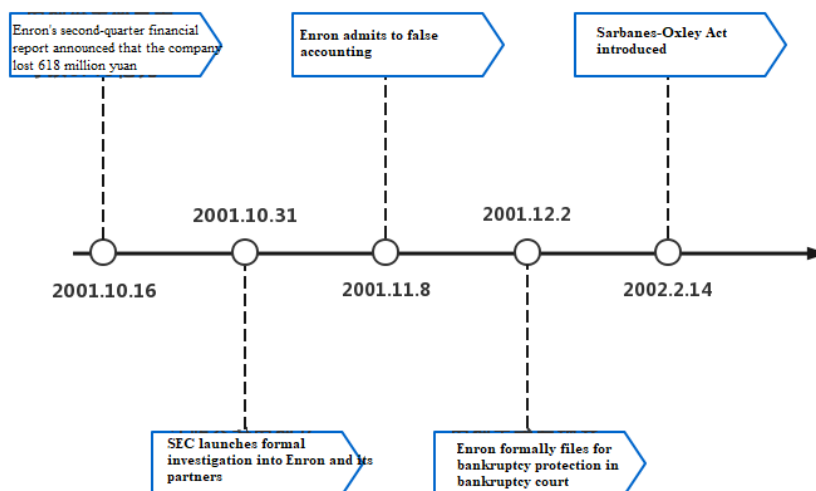 Enron's second-quarter financial
report announced that the company
lost 618 million yuan
Enron admits to false
accounting
Sarbanes-Oxley Act
introduced
2001.10.31
2001.12.2
2001.10.16
2001.11.8
2002.2.14
SEC launches formal
investigation into Enron and its
partners
Enron formally files for
bankruptcy protection in
bankruptcy court